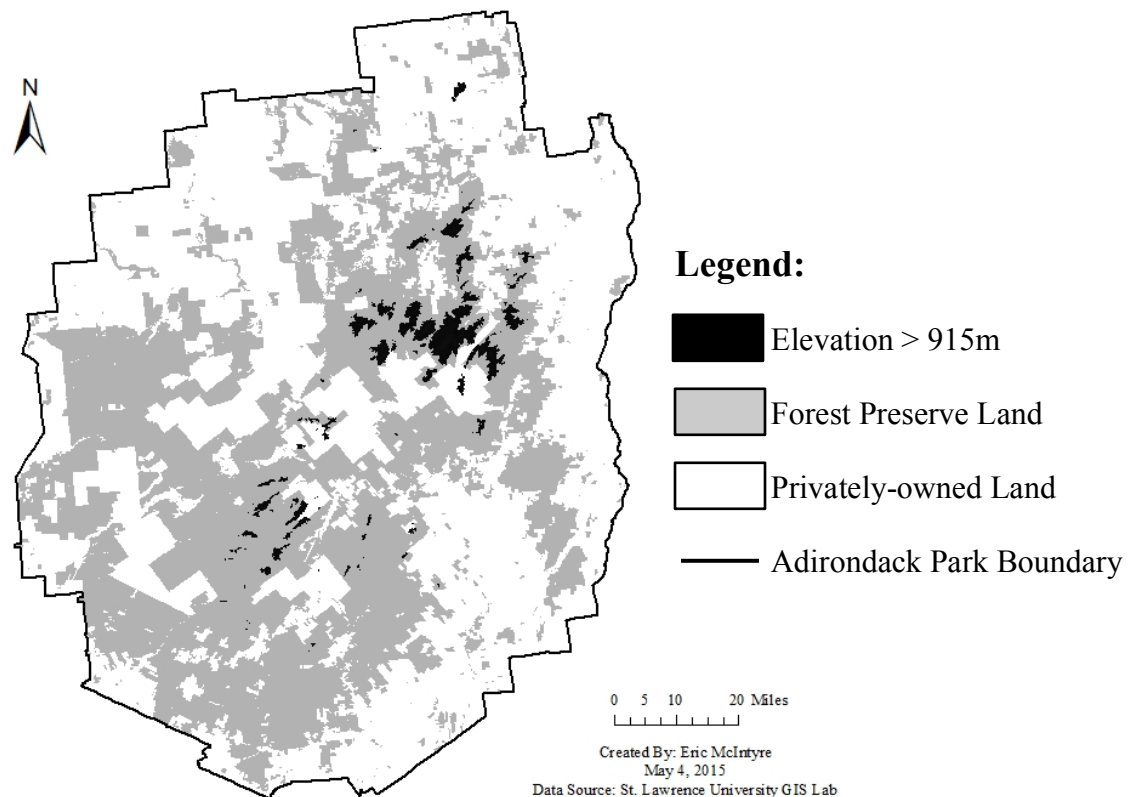 N
Legend:
Elevation > 915m
Forest Preserve Land
Privately-owned Land
Adirondack Park Boundary
0 5 10 20 Miles
Created By: Eric McIntyre
May 4, 2015
Data Source: St. Lawrence University GIS Lab